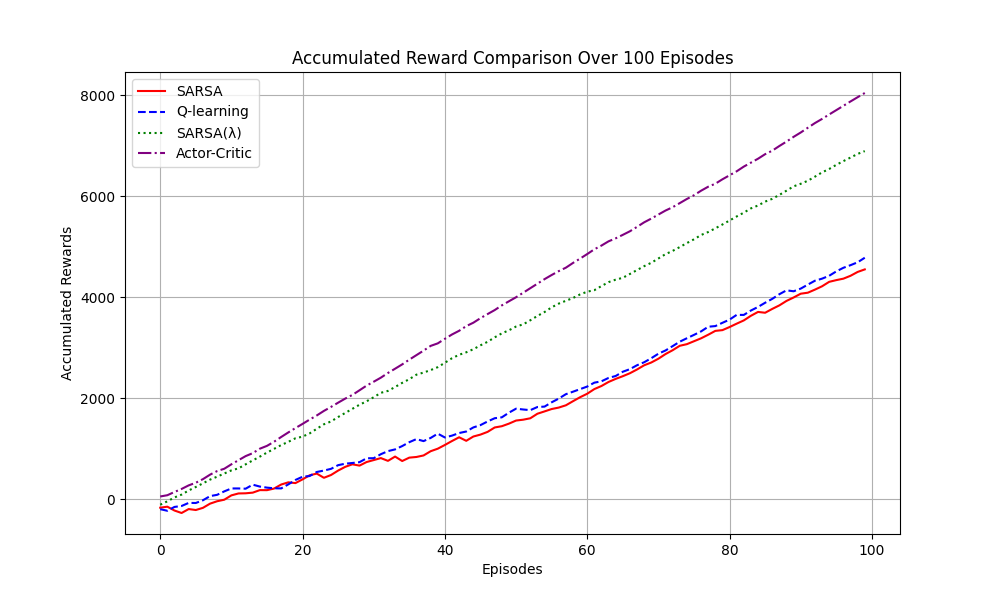 Accumulated Reward Comparison Over 100 Episodes
SARSA
Q-learning
SARSA(λ)
Actor-Critic
8000
6000
4000
2000
0
Accumulated Rewards
0 20 40 60 80 100
Episodes